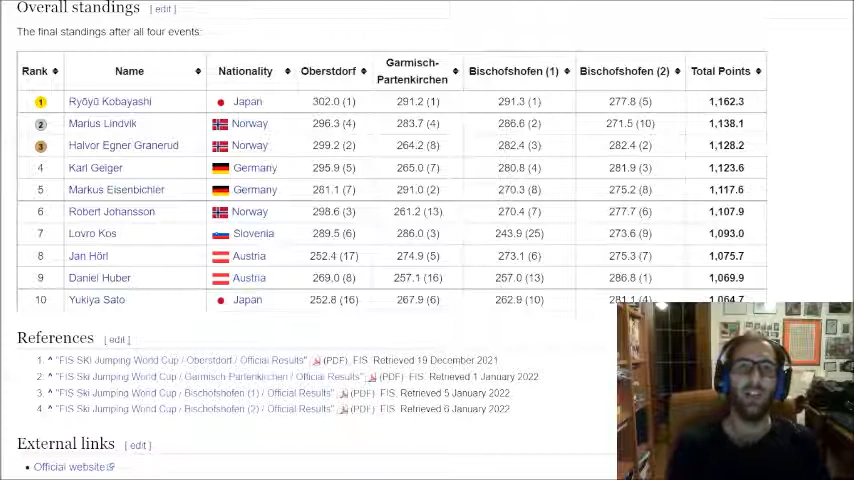 Overall standings [ edit ]
The final standings after all four events:
Rank Name Nationality Oberstdorf Garmisch-Partenkirchen Bischofshofen (1) Bischofshofen (2) Total Points
1 Ryōyū Kobayashi Japan 302.0 (1) 291.2 (1) 291.3 (1) 277.8 (5) 1,162.3
2 Marius Lindvik Norway 296.3 (4) 283.7 (4) 286.6 (2) 271.5 (10) 1,138.1
3 Halvor Egner Granerud Norway 299.2 (2) 264.2 (8) 282.4 (3) 282.4 (2) 1,128.2
4 Karl Geiger Germany 295.9 (5) 265.0 (7) 280.8 (4) 281.9 (3) 1,123.6
5 Markus Eisenbichler Germany 281.1 (7) 291.0 (2) 270.3 (8) 275.2 (8) 1,117.6
6 Robert Johansson Norway 298.6 (3) 261.2 (13) 270.4 (7) 277.7 (6) 1,107.9
7 Lovro Kos Slovenia 289.5 (6) 286.0 (3) 243.9 (25) 273.6 (9) 1,093.0
8 Jan Hörl Austria 252.4 (17) 274.9 (5) 273.1 (6) 275.3 (7) 1,075.7
9 Daniel Huber Austria 269.0 (8) 257.1 (16) 257.0 (13) 286.8 (1) 1,069.9
10 Yukiya Sato Japan 252.8 (16) 267.9 (6) 262.9 (10) 281.1 (4) 1,064.7
References [ edit ]
1. ^ "FIS SKi Jumping World Cup / Oberstdorf / Official Results" (PDF). FIS. Retrieved 19 December 2021
2. ^ "FIS Ski Jumping World Cup / Garmisch Partenkirchen / Official Results" (PDF). FIS. Retrieved 1 January 2022
3. ^ "FIS Ski Jumping World Cup / Bischofshofen (1) / Official Results" (PDF). FIS. Retrieved 5 January 2022
4. ^ "FIS Ski Jumping World Cup / Bischofshofen (2) / Official Results" (PDF). FIS. Retrieved 6 January 2022
External links [ edit ]
• Official website